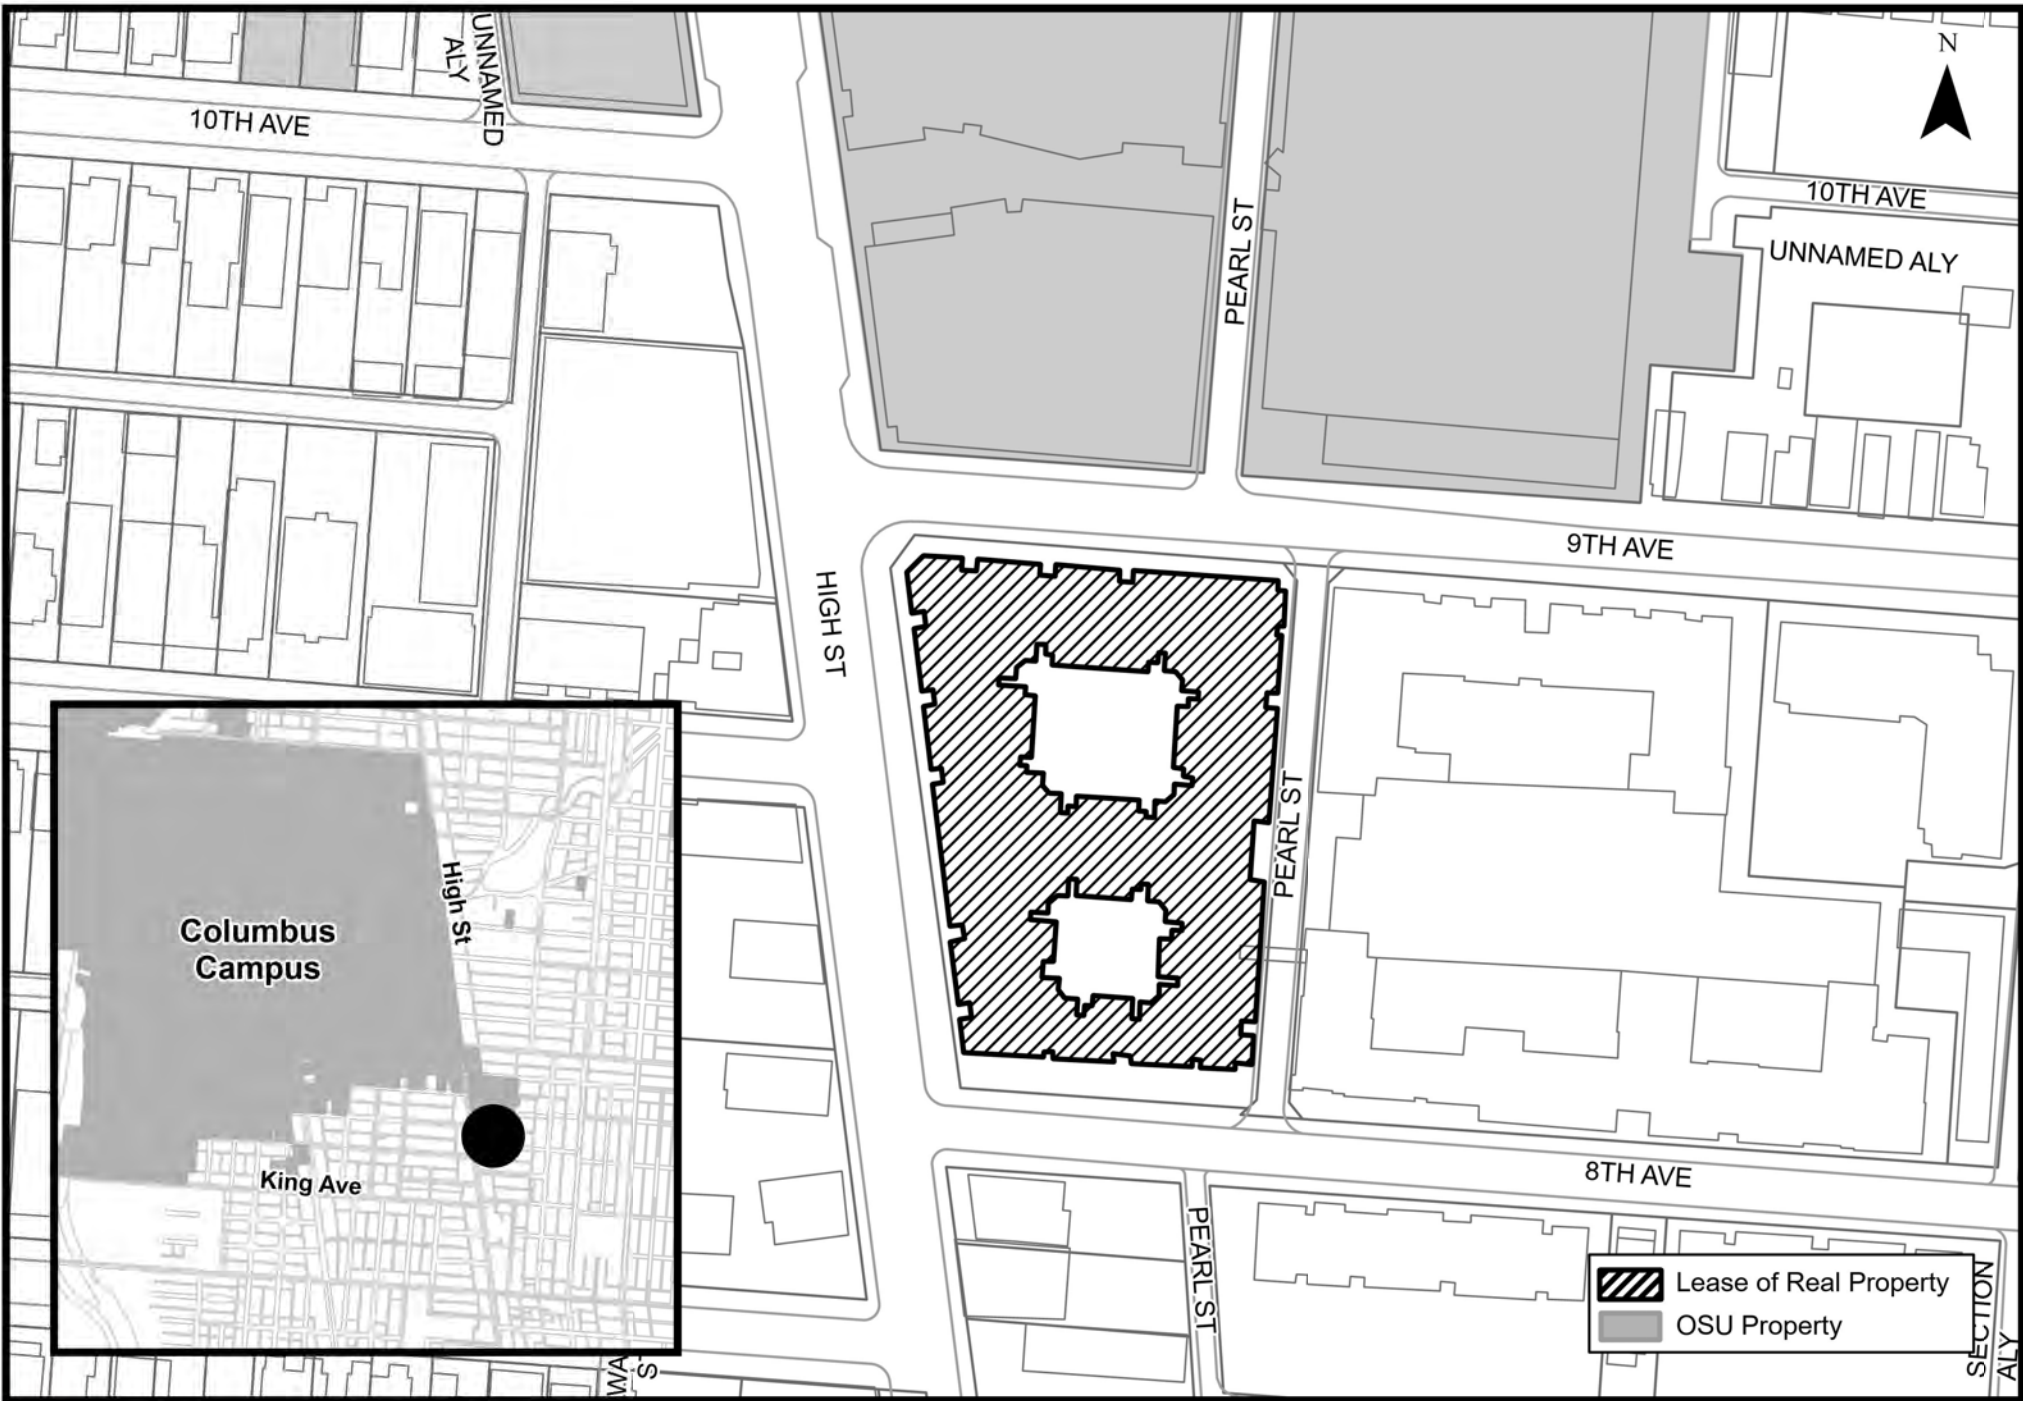 UNNAMED
ALY
N
10TH AVE
10TH AVE
UNNAMED ALY
PEARL ST
9TH AVE
HIGH ST
PEARL ST
High St
Columbus
Campus
King Ave
8TH AVE
PEARL ST
Lease of Real Property
OSU Property
SECTION
ALY
WA
S